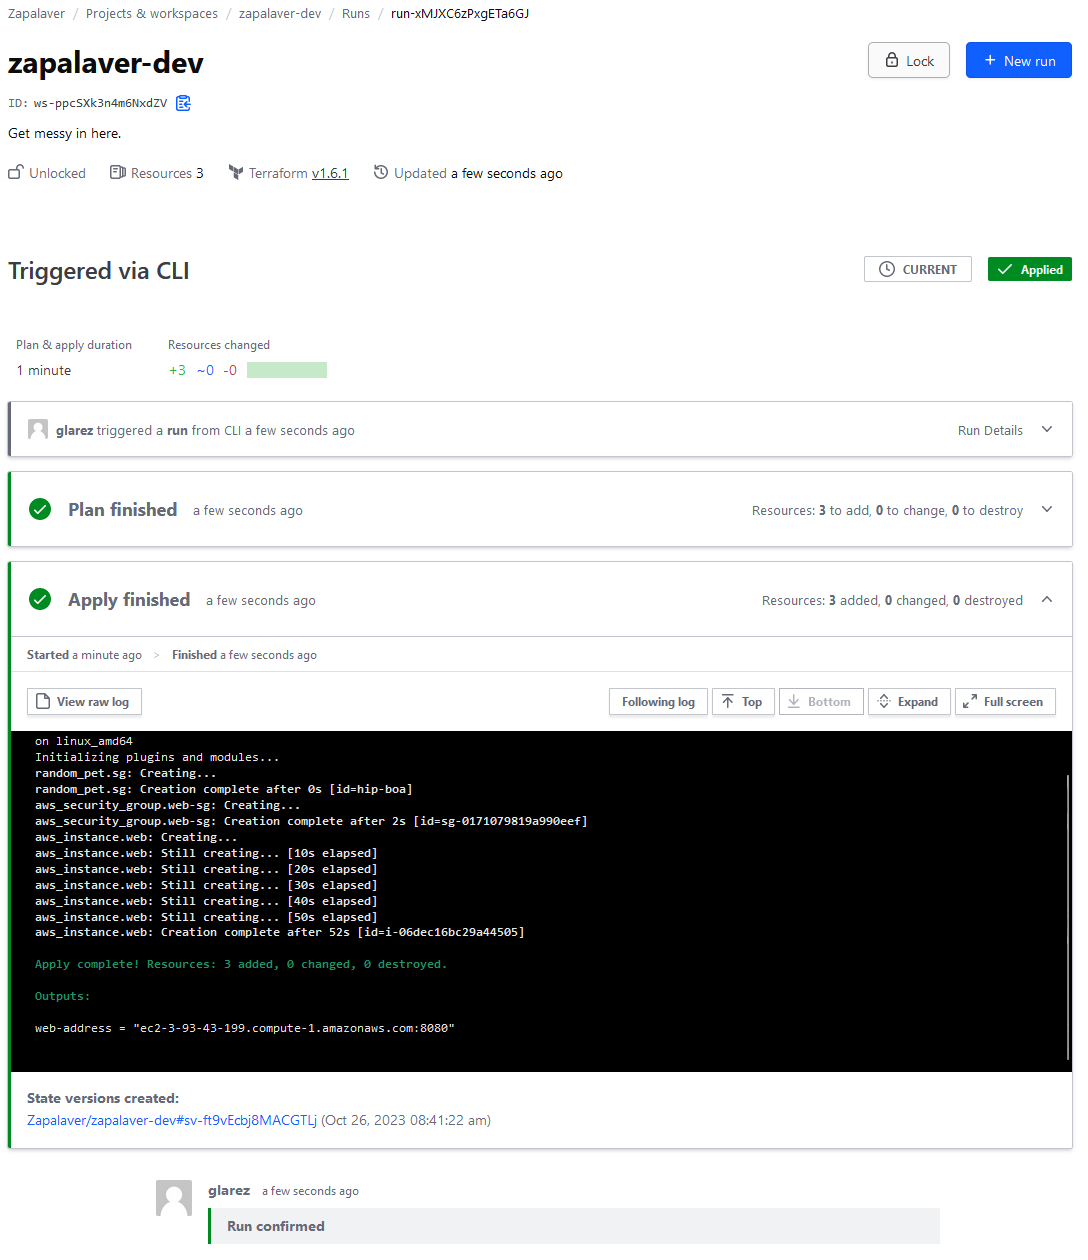 Zapalaver / Projects & workspaces / zapalaver-dev / Runs / run-xMJXC6zPxgETa6GJ
zapalaver-dev
Lock
+ New run
ID: ws-ppcSXk3n4m6NxdZV
Get messy in here.
Unlocked Resources 3 Terraform v1.6.1 Updated a few seconds ago
Triggered via CLI
CURRENT
Applied
Plan & apply duration Resources changed
1 minute +3 ~0 -0
glarez triggered a run from CLI a few seconds ago Run Details
Plan finished a few seconds ago Resources: 3 to add, 0 to change, 0 to destroy
Apply finished a few seconds ago Resources: 3 added, 0 changed, 0 destroyed
Started a minute ago > Finished a few seconds ago
View raw log Following log Top Bottom Expand Full screen
on linux_amd64
Initializing plugins and modules...
random_pet.sg: Creating...
random_pet.sg: Creation complete after 0s [id=hip-boa]
aws_security_group.web-sg: Creating...
aws_security_group.web-sg: Creation complete after 2s [id=sg-0171079819a990eef]
aws_instance.web: Creating...
aws_instance.web: Still creating... [10s elapsed]
aws_instance.web: Still creating... [20s elapsed]
aws_instance.web: Still creating... [30s elapsed]
aws_instance.web: Still creating... [40s elapsed]
aws_instance.web: Still creating... [50s elapsed]
aws_instance.web: Creation complete after 52s [id=i-06dec16bc29a44505]
Apply complete! Resources: 3 added, 0 changed, 0 destroyed.
Outputs:
web-address = "ec2-3-93-43-199.compute-1.amazonaws.com:8080"
State versions created:
Zapalaver/zapalaver-dev#sv-ft9vEcbj8MACGTLj (Oct 26, 2023 08:41:22 am)
glarez a few seconds ago
Run confirmed